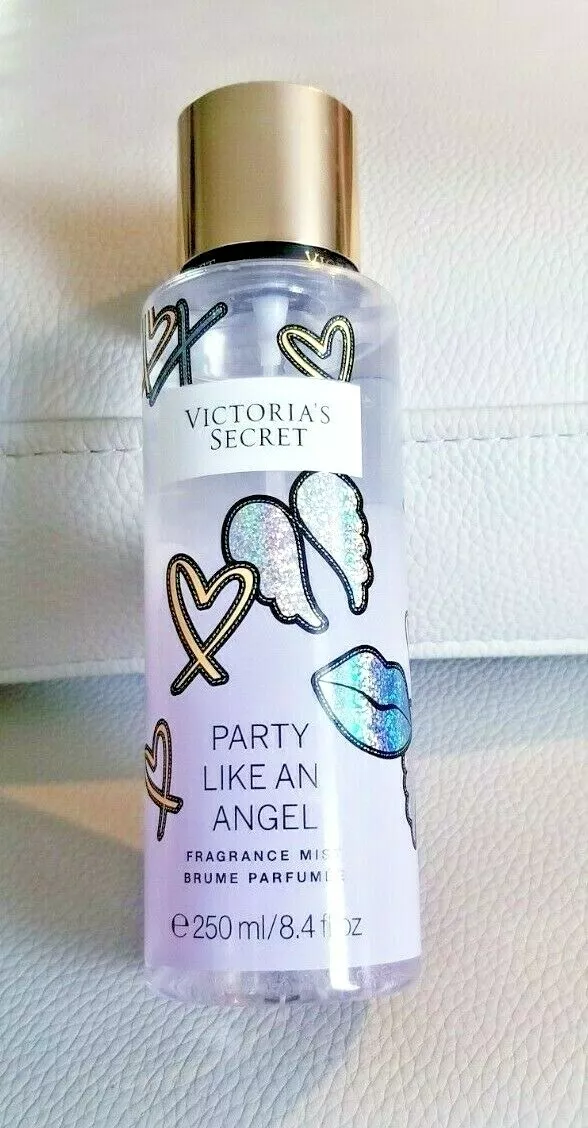 VICTORIA'S
SECRET
PARTY
LIKE AN
ANGEL
FRAGRANCE MIST
BRUME PARFUMÉE
℮ 250 ml/8.4 fl oz